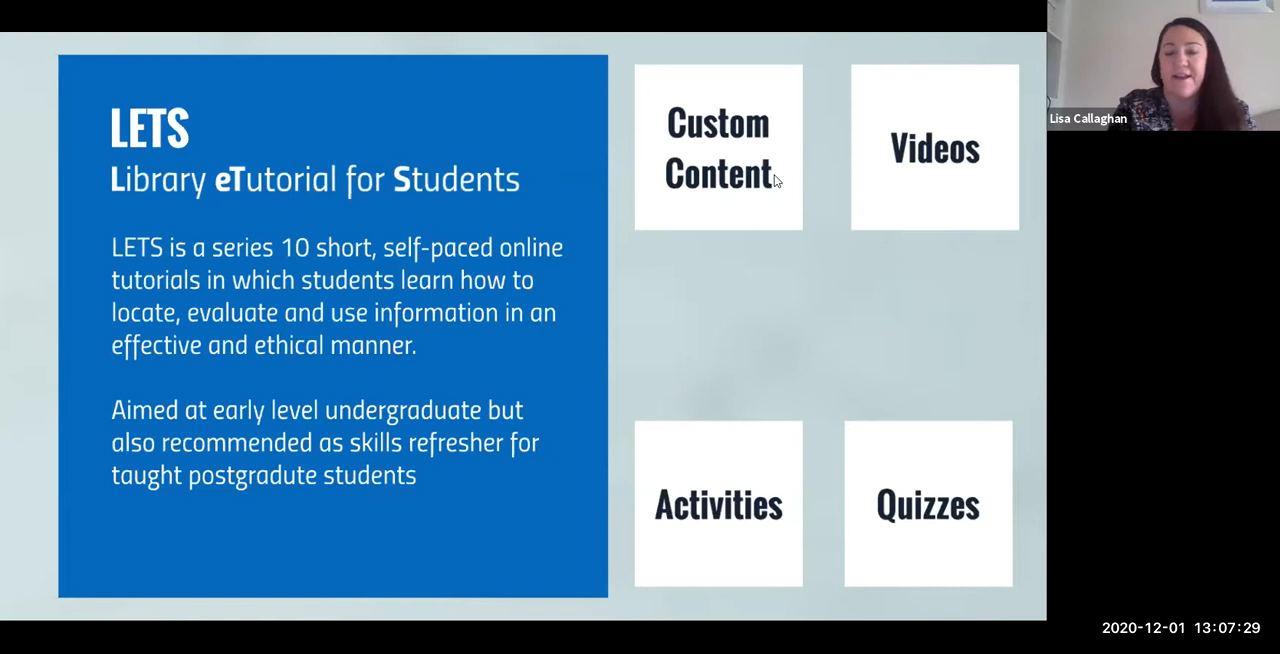 LETS
Library eTutorial for Students
LETS is a series 10 short, self-paced online
tutorials in which students learn how to
locate, evaluate and use information in an
effective and ethical manner.
Aimed at early level undergraduate but
also recommended as skills refresher for
taught postgradute students
Custom
Content
Videos
Activities
Quizzes
Lisa Callaghan
2020-12-01 13:07:29